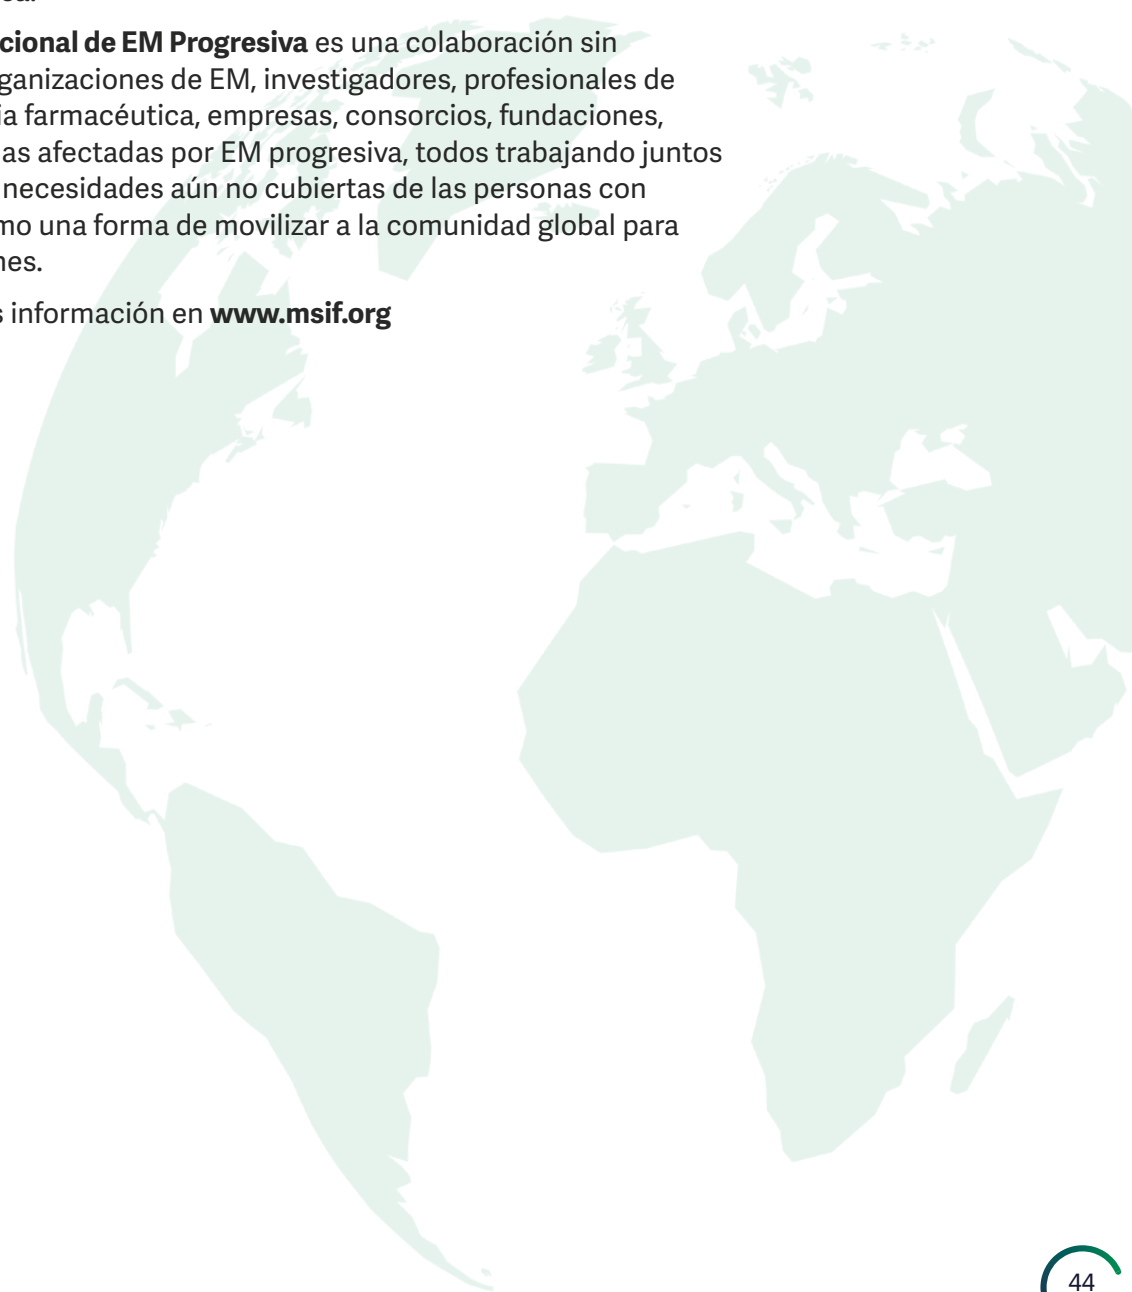 cional de EM Progresiva es una colaboración sin
ganizaciones de EM, investigadores, profesionales de
ia farmacéutica, empresas, consorcios, fundaciones,
as afectadas por EM progresiva, todos trabajando juntos
necesidades aún no cubiertas de las personas con
mo una forma de movilizar a la comunidad global para
nes.
s información en www.msif.org
44